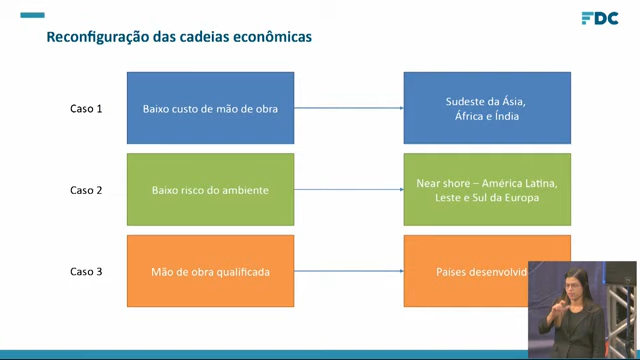 FDC
Reconfiguração das cadeias econômicas
Caso 1
Baixo custo de mão de obra
Sudeste da Ásia,
África e Índia
Caso 2
Baixo risco do ambiente
Near shore – América Latina,
Leste e Sul da Europa
Caso 3
Mão de obra qualificada
Paises